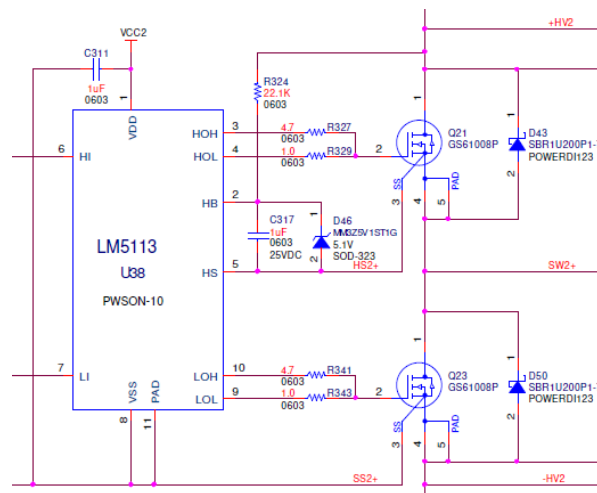 VCC2
+HV2
C311
1uF
0603
1
VDD
R324
22.1K
0603
1
HOH
3
4.7
R327
0603
HOL
4
1.0
R329
0603
2
Q21
GS61008P
1
D43
SBR1U200P1-
POWERDI123
2
6
HI
SS
PAD
3
4
5
HB
2
C317
1uF
0603
25VDC
1
D46
MM3Z5V1ST1G
5.1V
SOD-323
2
LM5113
U38
PWSON-10
HS
5
HS2+
SW2+
1
7
LI
LOH
10
4.7
R341
0603
LOL
9
1.0
R343
0603
2
Q23
GS61008P
1
D50
SBR1U200P1-
POWERDI123
2
VSS
PAD
8
11
SS
PAD
3
4
5
SS2+
-HV2